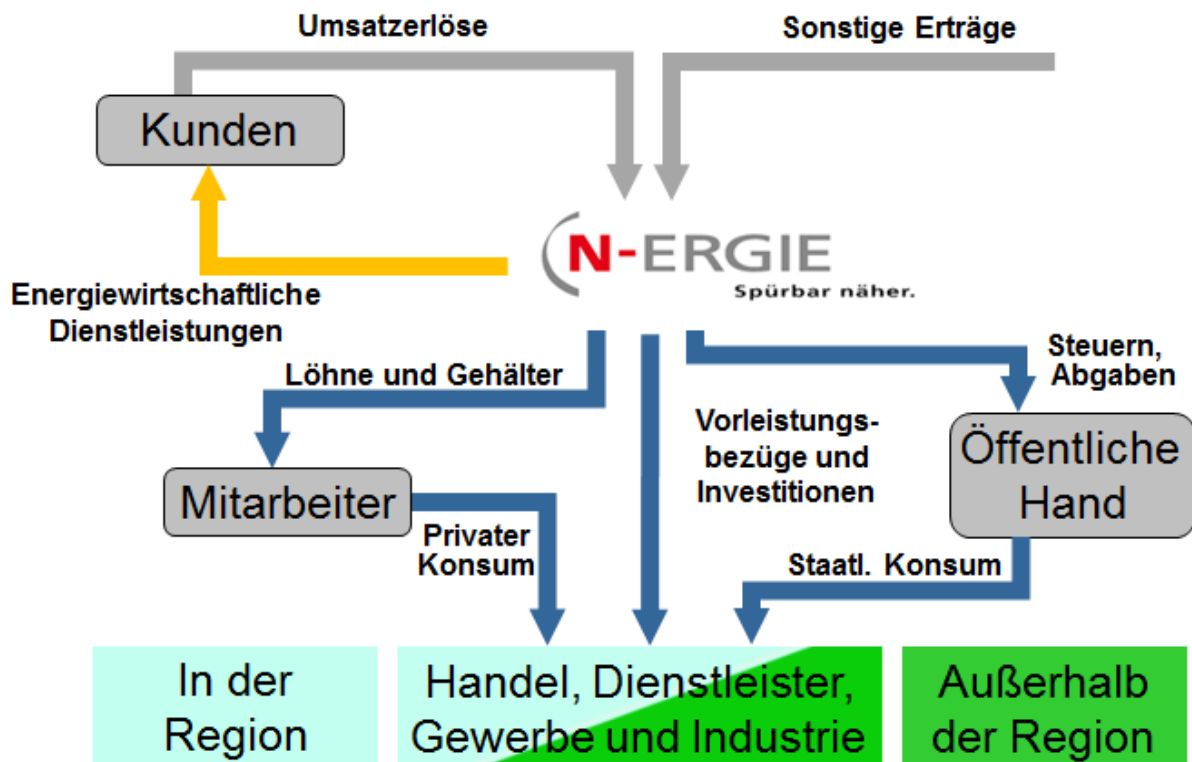 Umsatzerlöse
Sonstige Erträge
Kunden
N-ERGIE
Spürbar näher.
Energiewirtschaftliche
Dienstleistungen
Löhne und Gehälter
Steuern,
Abgaben
Vorleistungs-
bezüge und
Investitionen
Öffentliche
Hand
Mitarbeiter
Privater
Konsum
Staatl. Konsum
In der
Region
Handel, Dienstleister,
Gewerbe und Industrie
Außerhalb
der Region